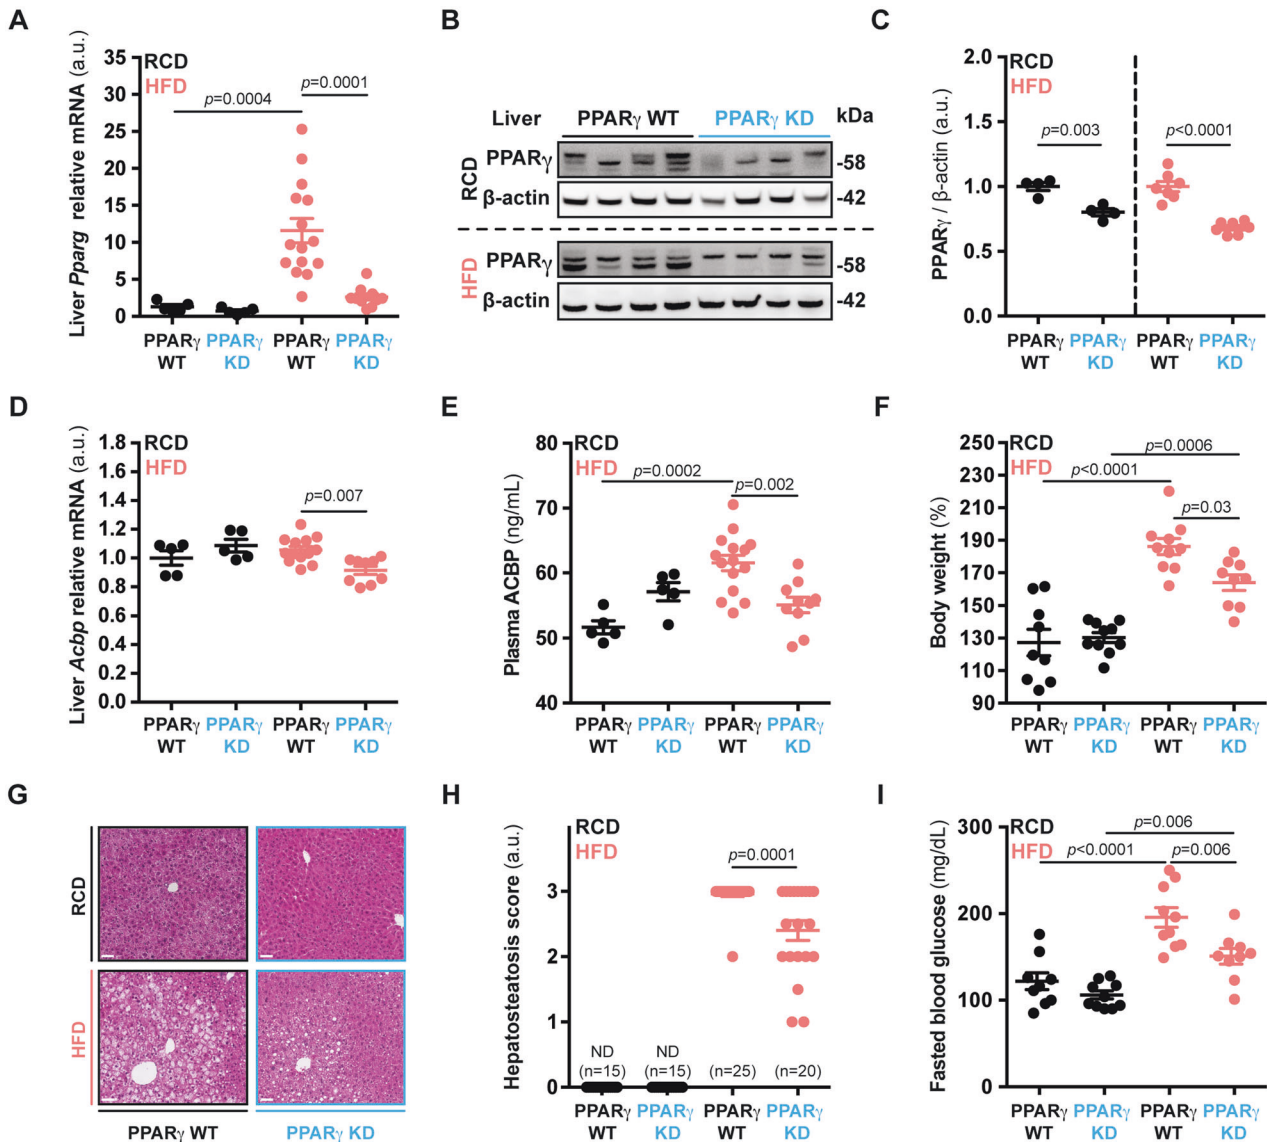 A
Liver Pparg relative mRNA (a.u.)
35
30
25
20
15
10
5
0
RCD
HFD
p=0.0004
p=0.0001
PPARγ PPARγ PPARγ PPARγ
WT KD WT KD
B
Liver PPARγ WT PPARγ KD kDa
RCD
PPARγ -58
β-actin -42
HFD
PPARγ -58
β-actin -42
C
PPARγ / β-actin (a.u.)
2.0
1.5
1.0
0.5
0.0
RCD
HFD
p=0.003
p<0.0001
PPARγ PPARγ PPARγ PPARγ
WT KD WT KD
D
Liver Acbp relative mRNA (a.u.)
1.8
1.6
1.4
1.2
1.0
0.8
0.6
0.4
0.2
0.0
RCD
HFD
p=0.007
PPARγ PPARγ PPARγ PPARγ
WT KD WT KD
E
Plasma ACBP (ng/mL)
80
70
60
50
40
RCD
HFD
p=0.0002
p=0.002
PPARγ PPARγ PPARγ PPARγ
WT KD WT KD
F
Body weight (%)
250
230
210
190
170
150
130
110
90
RCD
HFD
p=0.0006
p<0.0001
p=0.03
PPARγ PPARγ PPARγ PPARγ
WT KD WT KD
G
RCD
HFD
PPARγ WT PPARγ KD
H
Hepatosteatosis score (a.u.)
3
2
1
0
RCD
HFD
p=0.0001
ND ND
(n=15) (n=15) (n=25) (n=20)
PPARγ PPARγ PPARγ PPARγ
WT KD WT KD
I
Fasted blood glucose (mg/dL)
300
200
100
0
RCD
HFD
p=0.006
p<0.0001 p=0.006
PPARγ PPARγ PPARγ PPARγ
WT KD WT KD